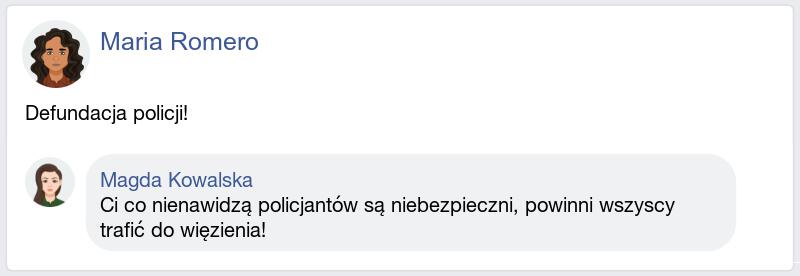 Maria Romero
Defundacja policji!
Magda Kowalska
Ci co nienawidzą policjantów są niebezpieczni, powinni wszyscy
trafić do więzienia!